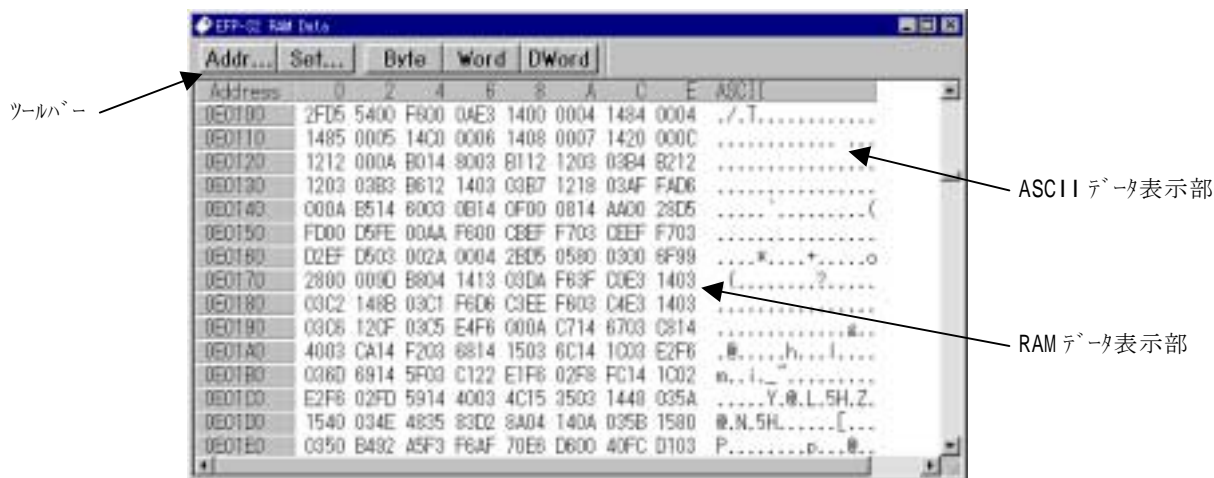 EFP-S2 RAM Data
Addr... Set... Byte Word DWord
Address 0 2 4 6 8 A C E ASCII
0E0100 2FD5 5400 F600 0AE3 1400 0004 1484 0004 ./.T............
0E0110 1485 0005 14C0 0006 1408 0007 1420 000C ............. ...
0E0120 1212 000A B014 8003 B112 1203 03B4 B212 ................
0E0130 1203 03B3 B612 1403 03B7 1218 03AF FAD6 ................
0E0140 000A B514 6003 0B14 0F00 0814 AA00 28D5 .....`.........(
0E0150 FD00 D5FE 00AA F600 CBEF F703 CEEF F703 ................
0E0160 D2EF D503 002A 0004 2BD5 0580 0300 6F99 ....*....+.....o
0E0170 2800 009D B804 1413 03DA F63F C0E3 1403 .(.........?.....
0E0180 03C2 148B 03C1 F6D6 C3EE F603 C4E3 1403 ................
0E0190 03C6 12CF 03C5 E4F6 000A C714 6703 C814 .............g..
0E01A0 4003 CA14 F203 6814 1503 6C14 1C03 E2F6 .@.....h...l....
0E01B0 036D 6914 5F03 C122 E1F6 02F8 FC14 1C02 m..i._"..........
0E01C0 E2F6 02FD 5914 4003 4C15 3503 1448 035A .....Y.@.L.5H.Z.
0E01D0 1540 034E 4835 83D2 8A04 140A 035B 1580 @.N.5H......[...
0E01E0 0350 B492 A5F3 F6AF 70E6 D600 40FC D103 P........p...@..
ツールバー
ASCIIデータ表示部
RAMデータ表示部